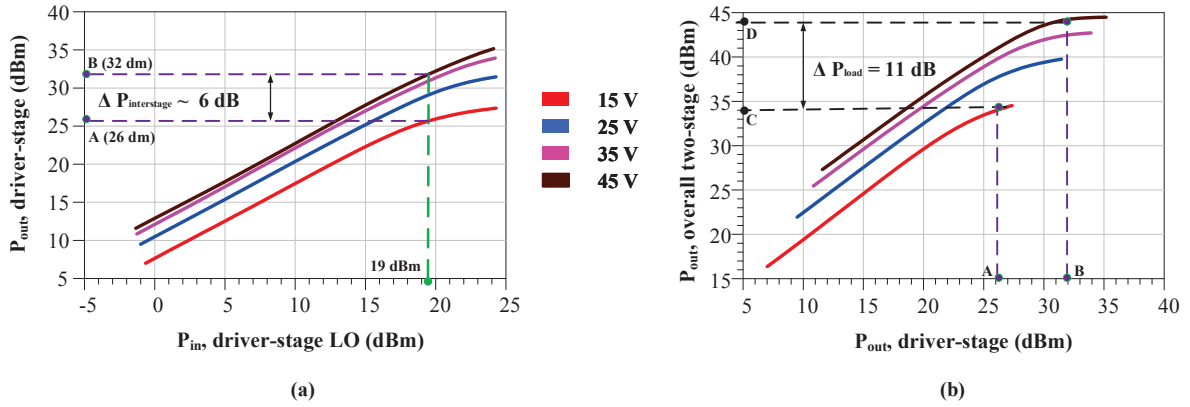 40
35
30
25
20
15
10
5
-5
0
5
10
15
20
25
P_out, driver-stage (dBm)
B (32 dm)
Δ P_interstage ~ 6 dB
A (26 dm)
19 dBm
P_in, driver-stage LO (dBm)
(a)
15 V
25 V
35 V
45 V
45
40
35
30
25
20
15
5
10
15
20
25
30
35
40
P_out, overall two-stage (dBm)
D
Δ P_load = 11 dB
C
A
B
P_out, driver-stage (dBm)
(b)